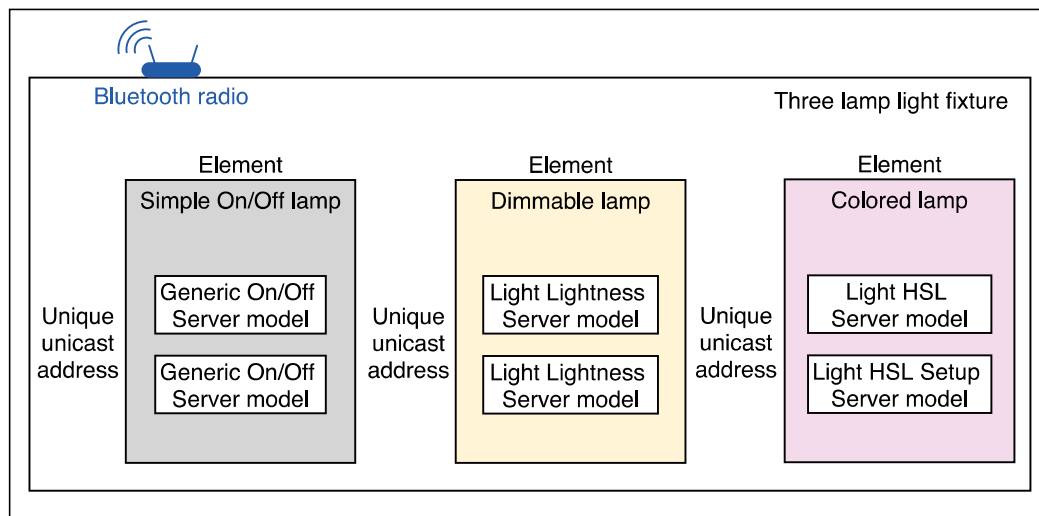 Bluetooth radio
Three lamp light fixture
Element
Simple On/Off lamp
Unique
unicast
address
Generic On/Off
Server model
Generic On/Off
Server model
Element
Dimmable lamp
Unique
unicast
address
Light Lightness
Server model
Light Lightness
Server model
Element
Colored lamp
Unique
unicast
address
Light HSL
Server model
Light HSL Setup
Server model